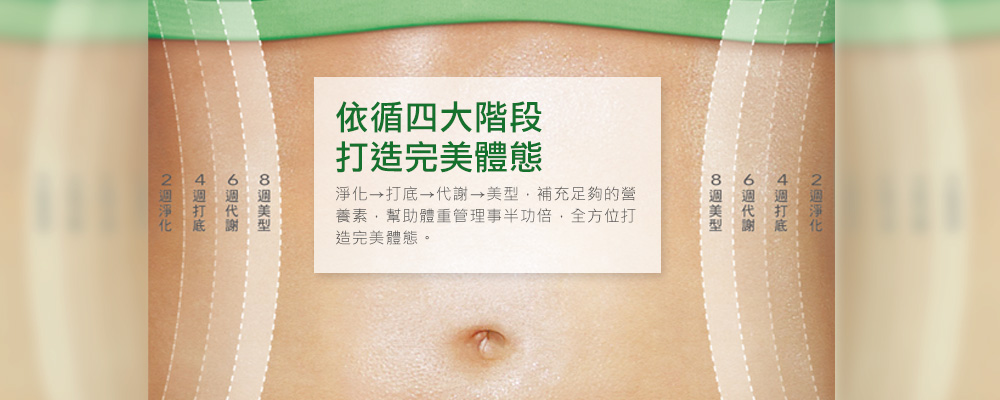 依循四大階段
打造完美體態
淨化→打底→代謝→美型，補充足夠的營
養素，幫助體重管理事半功倍，全方位打
造完美體態。
2週淨化
4週打底
6週代謝
8週美型
8週美型
6週代謝
4週打底
2週淨化